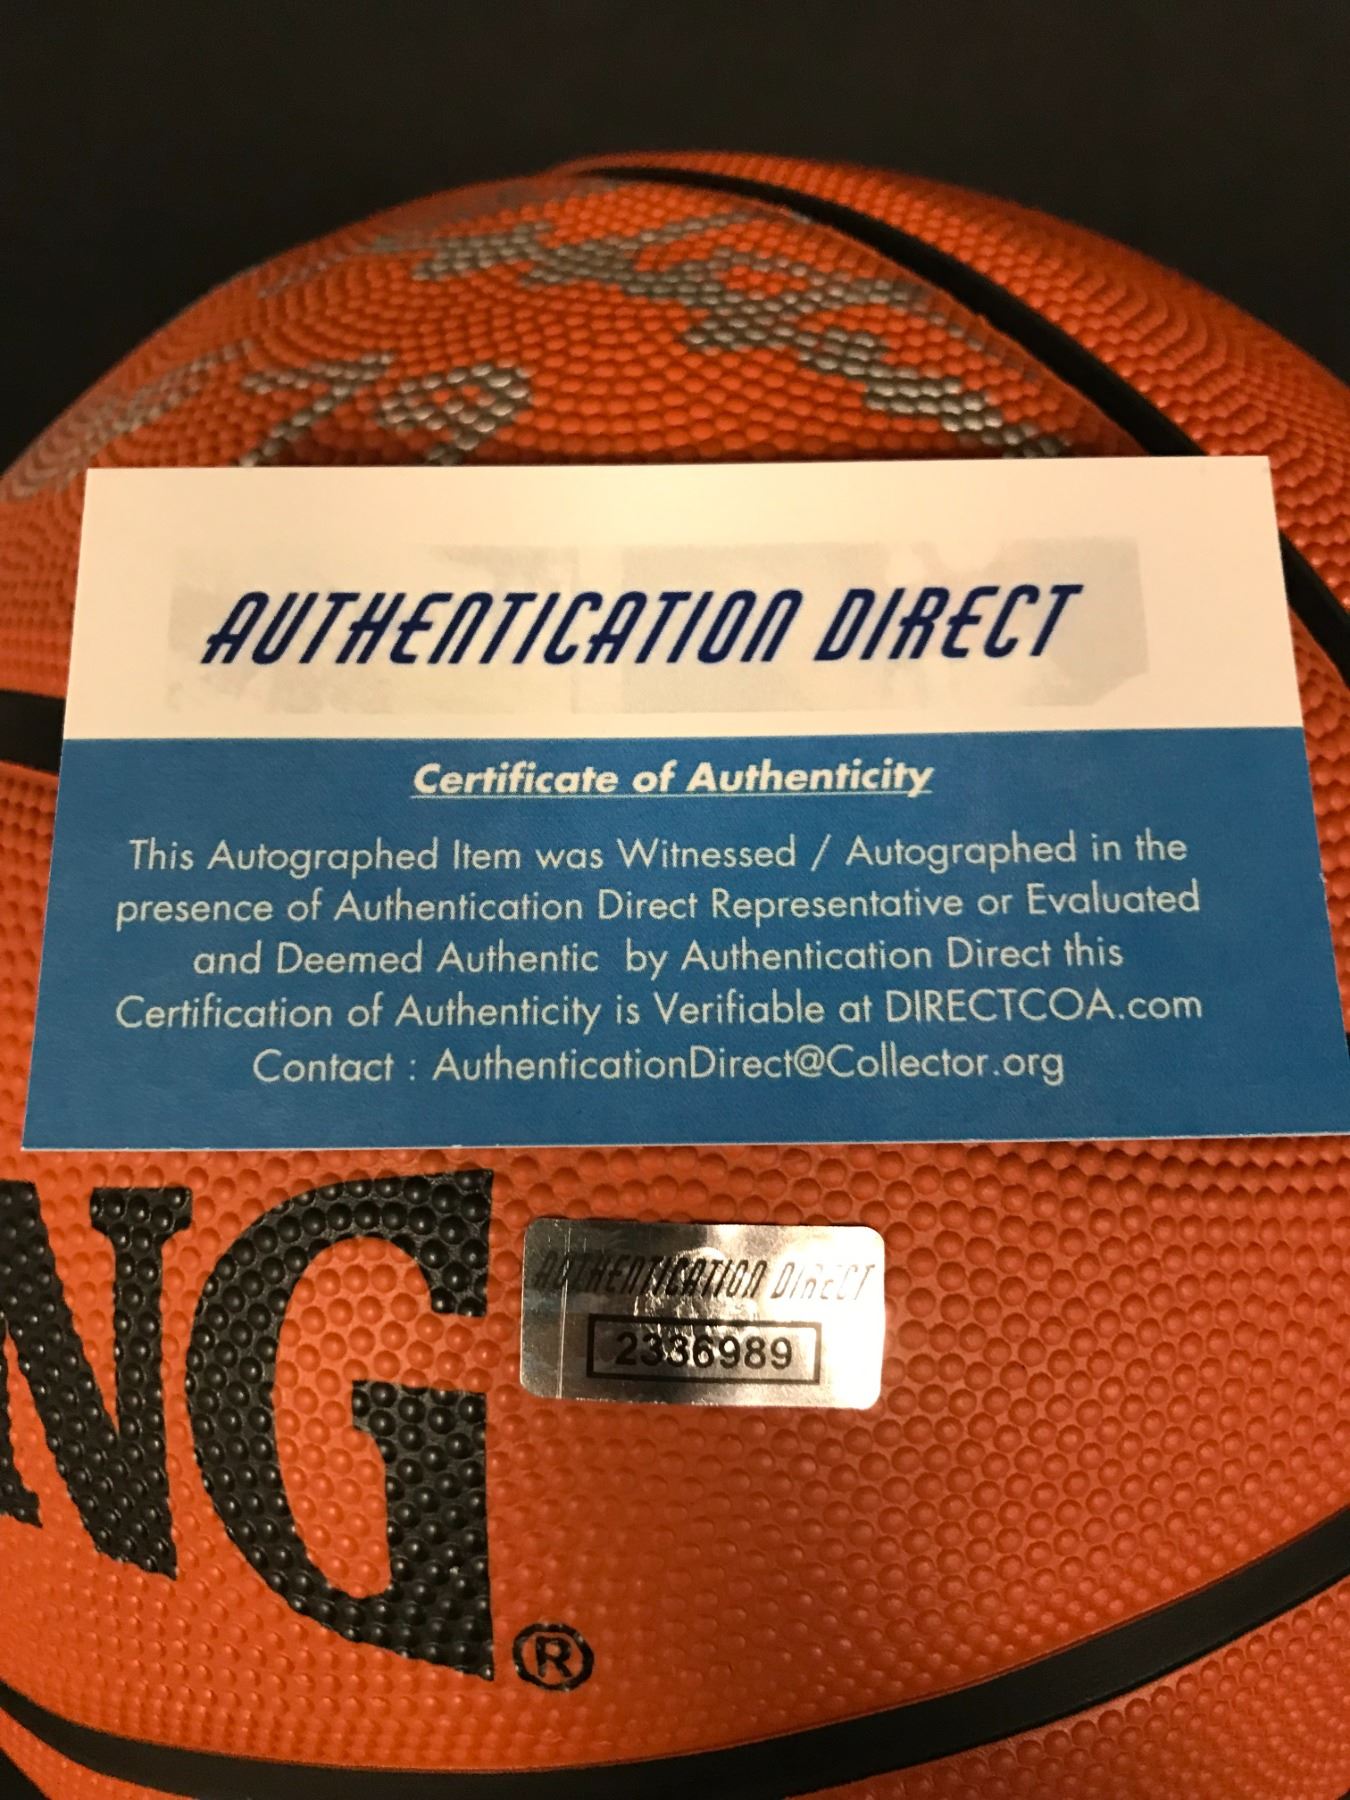 AUTHENTICATION DIRECT
Certificate of Authenticity
This Autographed Item was Witnessed / Autographed in the
presence of Authentication Direct Representative or Evaluated
and Deemed Authentic by Authentication Direct this
Certification of Authenticity is Verifiable at DIRECTCOA.com
Contact : AuthenticationDirect@Collector.org
NG®
AUTHENTICATION DIRECT
2336989